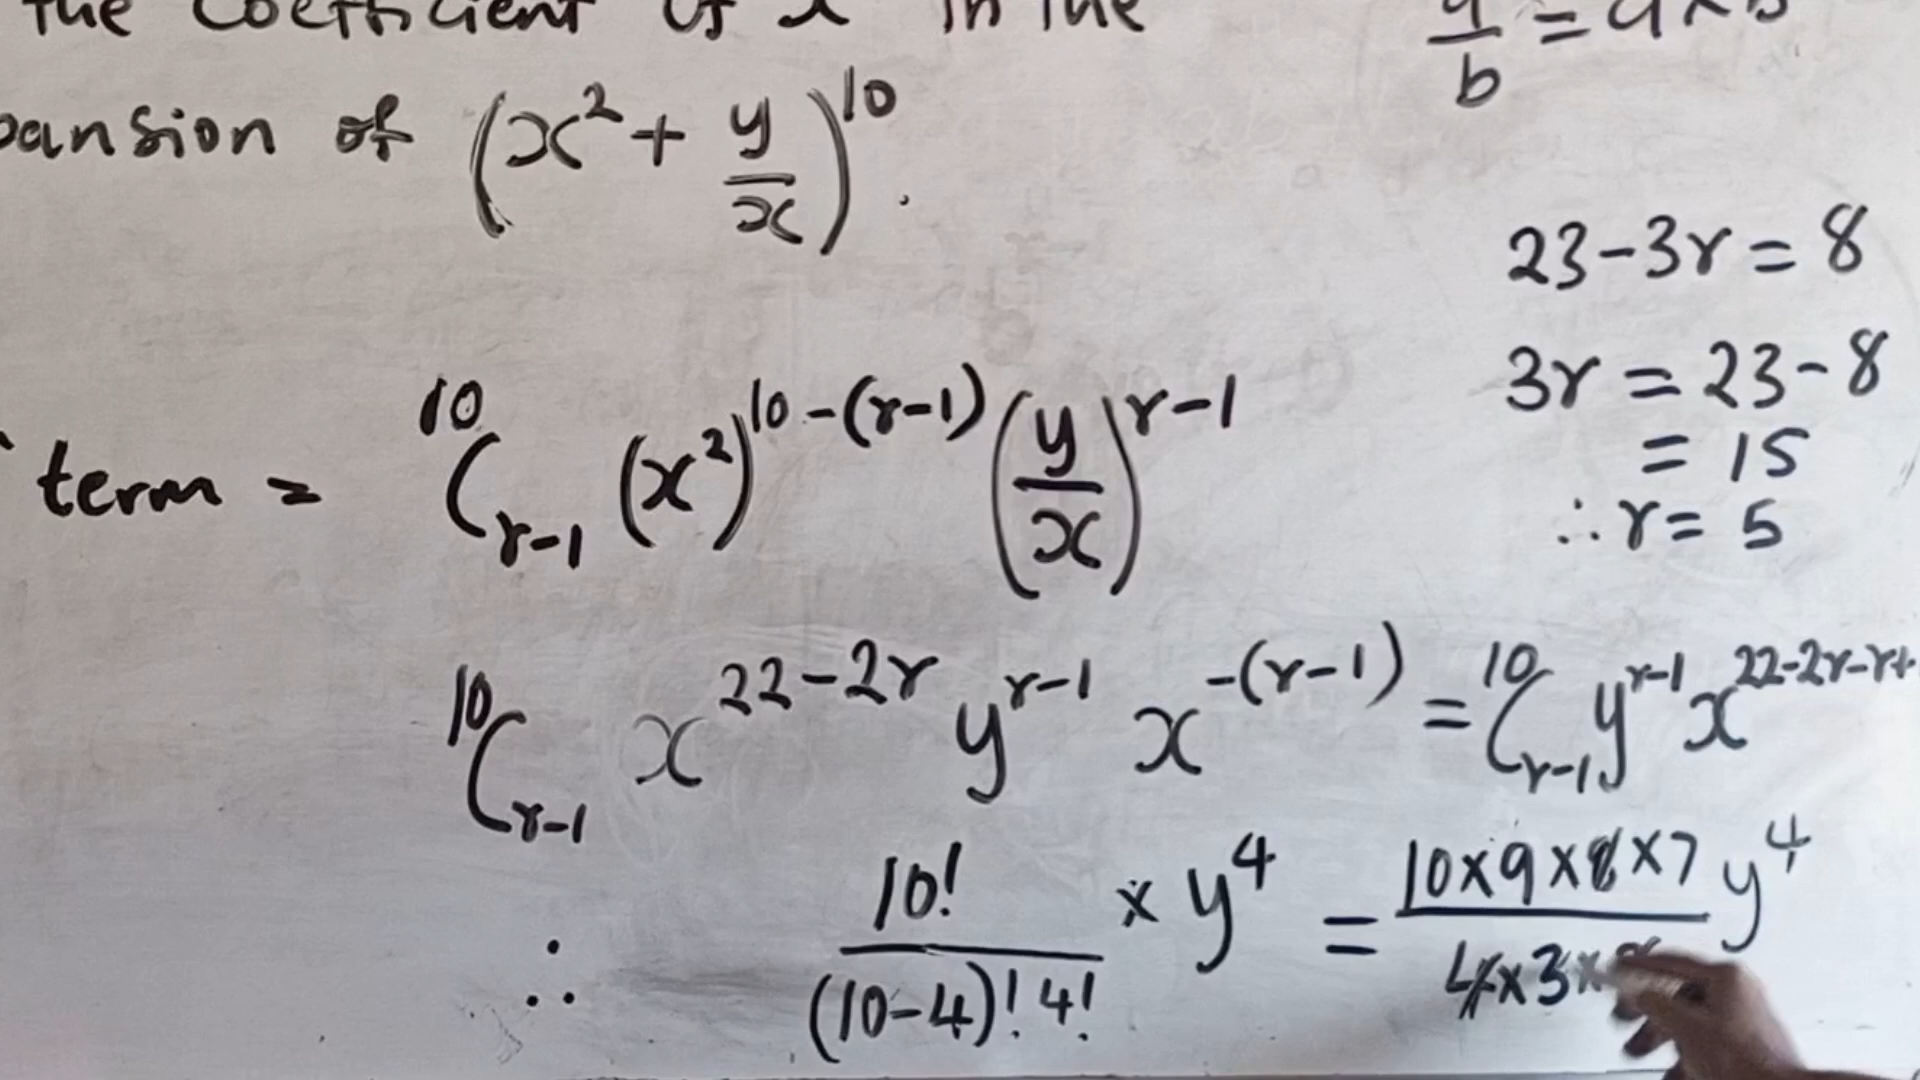 the coefficient of x in the
a/b = a × b
pansion of (x² + y/x)¹⁰.
23-3r = 8
3r = 23-8
= 15
∴ r = 5
term = ¹⁰C_{r-1} (x²)^{10-(r-1)} (y/x)^{r-1}
¹⁰C_{r-1} x^{22-2r} y^{r-1} x^{-(r-1)} = ¹⁰C_{r-1} y^{r-1} x^{22-2r-r+
∴ 10!/(10-4)! 4! × y⁴ = 10×9×8×7/4×3× y⁴